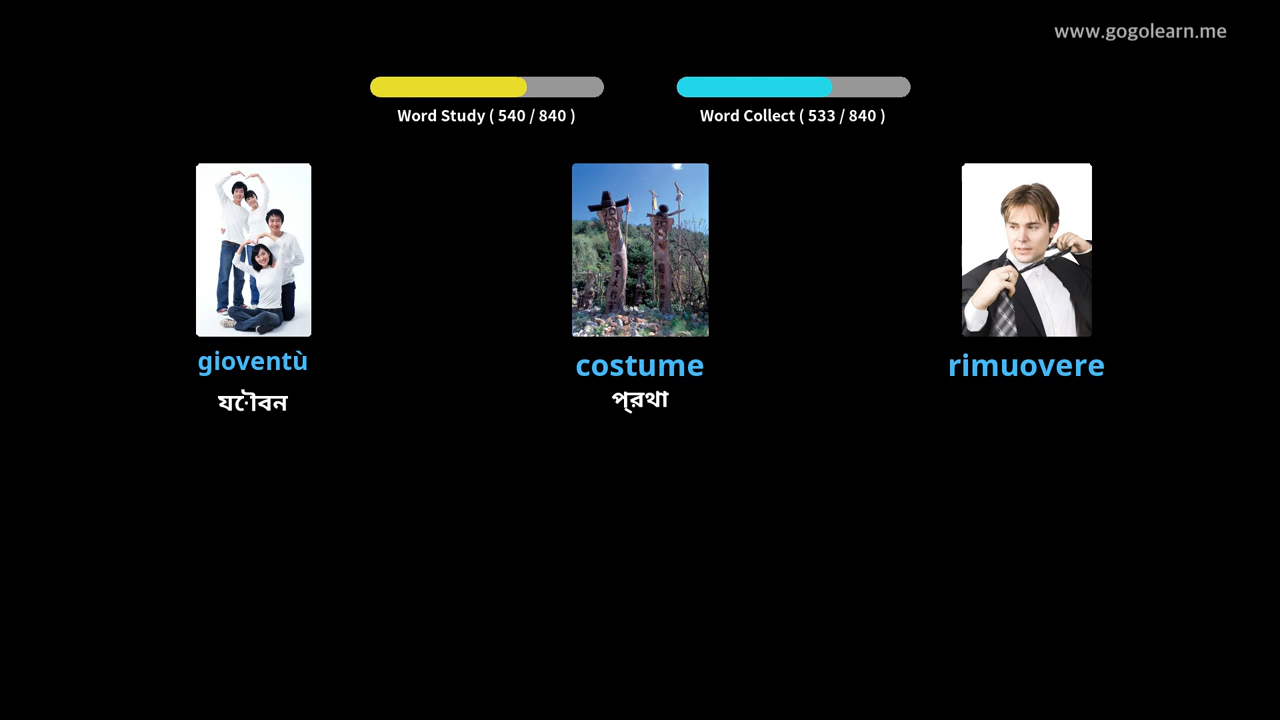 www.gogolearn.me
Word Study ( 540 / 840 )
Word Collect ( 533 / 840 )
gioventù
costume
rimuovere
যৌবন
প্রথা